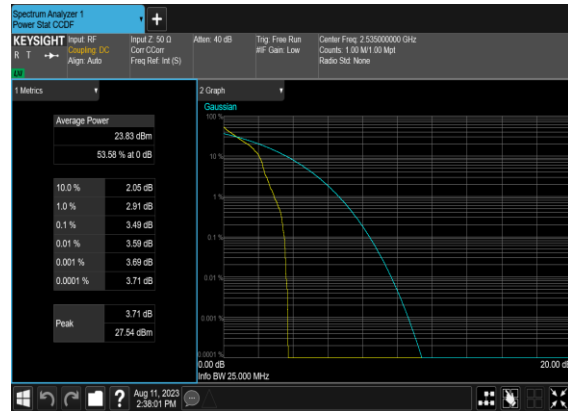 Spectrum Analyzer 1
Power Stat CCDF
+
KEYSIGHT
R T
LXI
Input: RF
Coupling: DC
Align: Auto
Input Z: 50 Ω
Corr CCorr
Freq Ref: Int (S)
Atten: 40 dB
Trig: Free Run
#IF Gain: Low
Center Freq: 2.535000000 GHz
Counts: 1.00 M/1.00 Mpt
Radio Std: None
1 Metrics
Average Power
23.83 dBm
53.58 % at 0 dB
10.0 % 2.05 dB
1.0 % 2.91 dB
0.1 % 3.49 dB
0.01 % 3.59 dB
0.001 % 3.69 dB
0.0001 % 3.71 dB
Peak
3.71 dB
27.54 dBm
2 Graph
Gaussian
100 %
10 %
1 %
0.1 %
0.01 %
0.001 %
0.0001 %
0.00 dB
20.00 dB
Info BW 25.000 MHz
?
Aug 11, 2023
2:38:01 PM